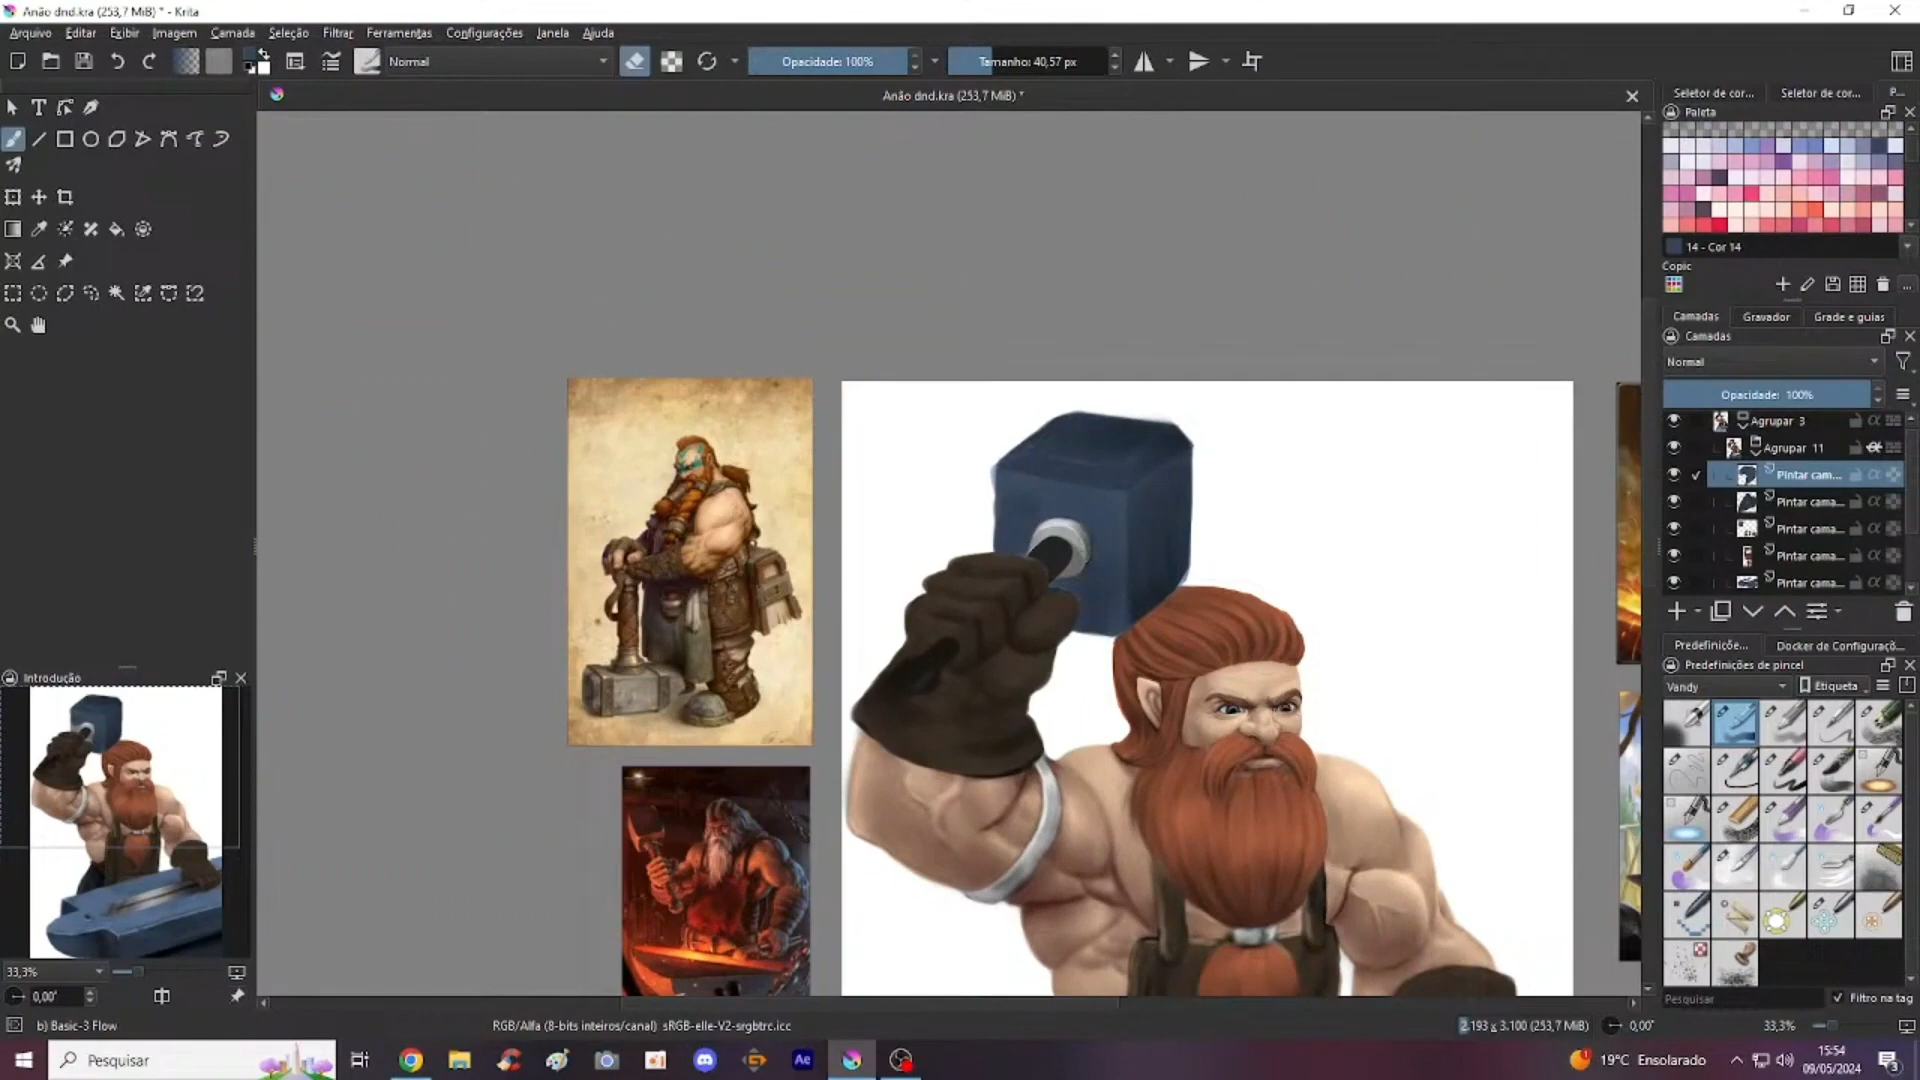 Anão dnd.kra (253,7 MiB) * - Krita
Arquivo Editar Exibir Imagem Camada Seleção Filtrar Ferramentas Configurações Janela Ajuda
Normal Opacidade: 100% Tamanho: 40,57 px
Anão dnd.kra (253,7 MiB) *
Seletor de cor... Seletor de cor... P...
Paleta
14 - Cor 14
Copic
...
Camadas Gravador Grade e guias
Camadas
Normal
Opacidade: 100%
Agrupar 3
Agrupar 11
Pintar cam...
Pintar cama...
Pintar cama...
Pintar cama...
Pintar cama...
Predefiniçõe... Docker de Configuraçõ...
Predefinições de pincel
Vandy Etiqueta
Introdução
33,3%
0,00°
Pesquisar Filtro na tag
b) Basic-3 Flow RGB/Alfa (8-bits inteiros/canal) sRGB-elle-V2-srgbtrc.icc 2.193 x 3.100 (253,7 MiB) 0,00° 33,3%
Pesquisar Ae 1 19°C Ensolarado 15:54
09/05/2024 3